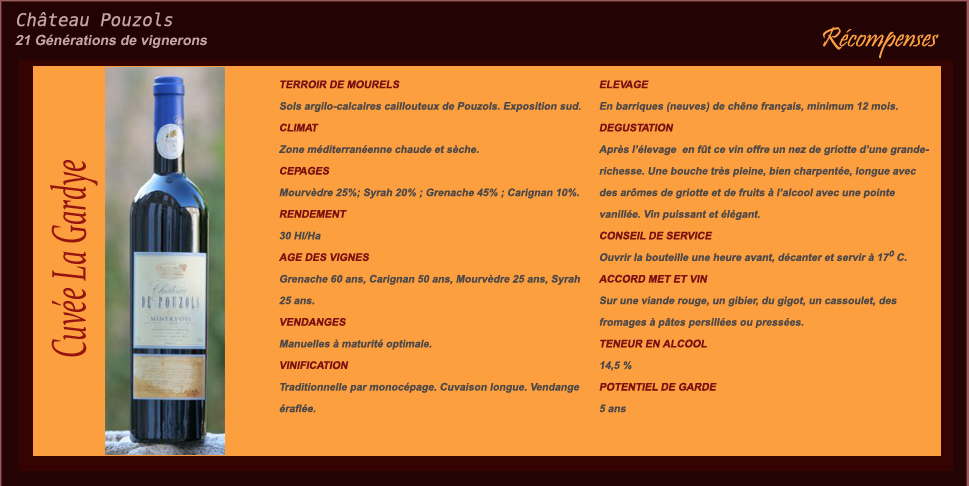 Château Pouzols
21 Générations de vignerons
Récompenses
Cuvée La Gardye
Château
DE POUZOLS
MINERVOIS
TERROIR DE MOURELS
Sols argilo-calcaires caillouteux de Pouzols. Exposition sud.
CLIMAT
Zone méditerranéenne chaude et sèche.
CEPAGES
Mourvèdre 25%; Syrah 20% ; Grenache 45% ; Carignan 10%.
RENDEMENT
30 Hl/Ha
AGE DES VIGNES
Grenache 60 ans, Carignan 50 ans, Mourvèdre 25 ans, Syrah
25 ans.
VENDANGES
Manuelles à maturité optimale.
VINIFICATION
Traditionnelle par monocépage. Cuvaison longue. Vendange
éraflée.
ELEVAGE
En barriques (neuves) de chêne français, minimum 12 mois.
DEGUSTATION
Après l’élevage en fût ce vin offre un nez de griotte d’une grande-
richesse. Une bouche très pleine, bien charpentée, longue avec
des arômes de griotte et de fruits à l’alcool avec une pointe
vanillée. Vin puissant et élégant.
CONSEIL DE SERVICE
Ouvrir la bouteille une heure avant, décanter et servir à 17⁰ C.
ACCORD MET ET VIN
Sur une viande rouge, un gibier, du gigot, un cassoulet, des
fromages à pâtes persillées ou pressées.
TENEUR EN ALCOOL
14,5 %
POTENTIEL DE GARDE
5 ans